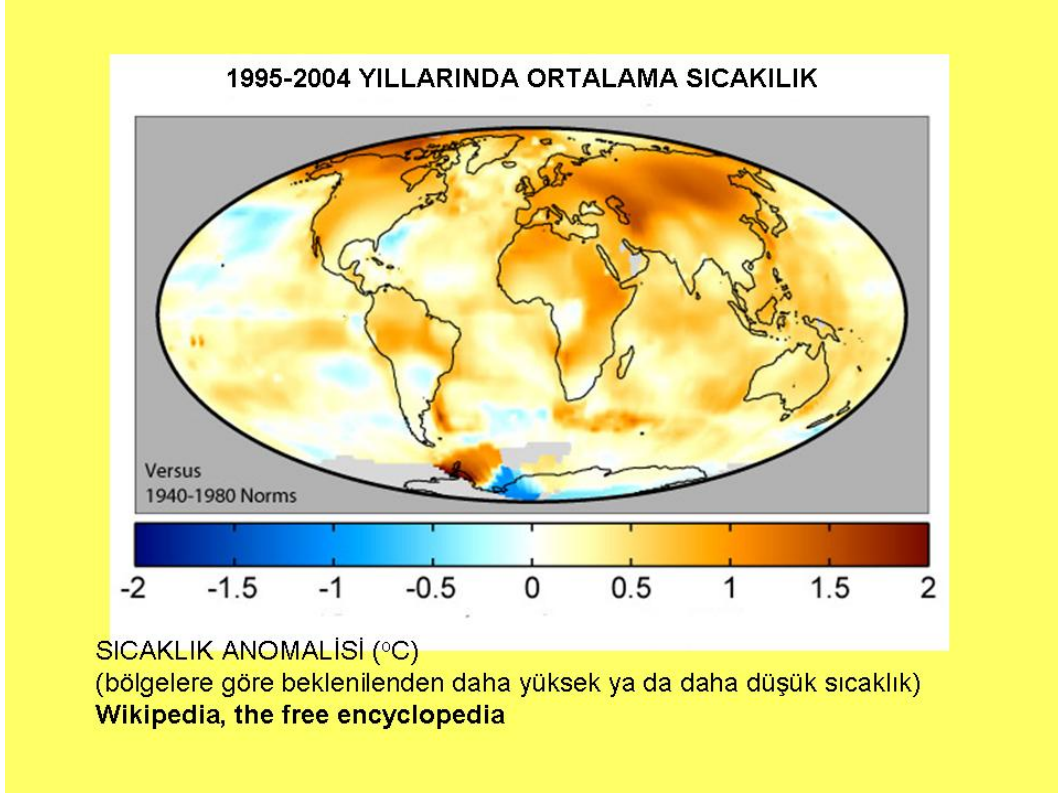 1995-2004 YILLARINDA ORTALAMA SICAKILIK
Versus
1940-1980 Norms
-2 -1.5 -1 -0.5 0 0.5 1 1.5 2
SICAKLIK ANOMALİSİ (ᵒC)
(bölgelere göre beklenilenden daha yüksek ya da daha düşük sıcaklık)
Wikipedia, the free encyclopedia